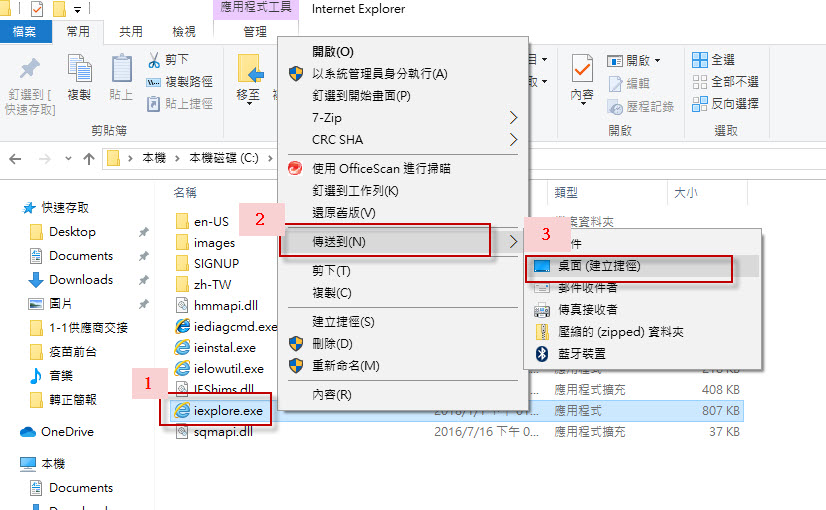 應用程式工具
Internet Explorer
檔案
常用
共用
檢視
管理
釘選到 [
快速存取]
複製
貼上
剪下
複製路徑
貼上捷徑
剪貼簿
移至
內容
開啟
編輯
歷程記錄
開啟
全選
全部不選
反向選擇
選取
本機
本機磁碟 (C:)
開啟(O)
以系統管理員身分執行(A)
釘選到開始畫面(P)
7-Zip
CRC SHA
使用 OfficeScan 進行掃瞄
釘選到工作列(K)
還原舊版(V)
2
傳送到(N)
剪下(T)
複製(C)
建立捷徑(S)
刪除(D)
重新命名(M)
內容(R)
3
桌面 (建立捷徑)
郵件收件者
傳真接收者
壓縮的 (zipped) 資料夾
藍牙裝置
快速存取
Desktop
Documents
Downloads
圖片
1-1供應商交接
疫苗前台
音樂
轉正簡報
OneDrive
本機
Documents
名稱
類型
大小
en-US
images
SIGNUP
zh-TW
hmmapi.dll
iediagcmd.exe
ieinstal.exe
ielowutil.exe
IEShims.dll
應用程式擴充
408 KB
1
iexplore.exe
應用程式
807 KB
sqmapi.dll
2016/7/16 下午 0...
應用程式擴充
37 KB